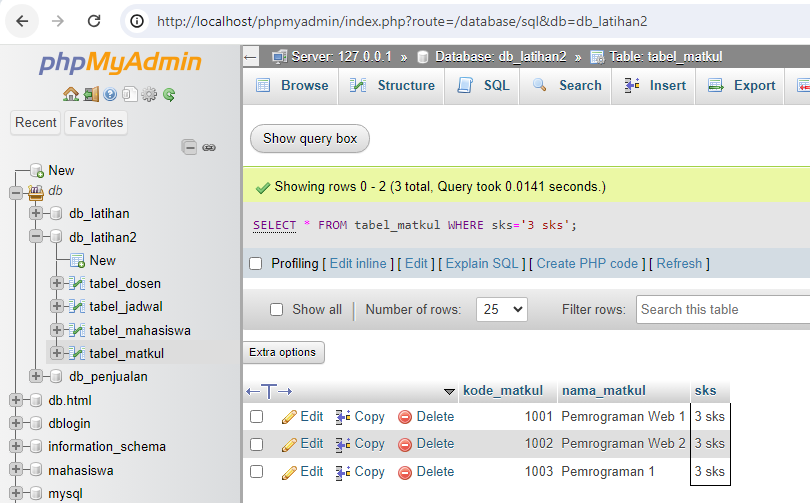 http://localhost/phpmyadmin/index.php?route=/database/sql&db=db_latihan2
phpMyAdmin
Recent Favorites
New
db
db_latihan
db_latihan2
New
tabel_dosen
tabel_jadwal
tabel_mahasiswa
tabel_matkul
db_penjualan
db.html
dblogin
information_schema
mahasiswa
mysql
Server: 127.0.0.1 » Database: db_latihan2 » Table: tabel_matkul
Browse Structure SQL Search Insert Export
Show query box
Showing rows 0 - 2 (3 total, Query took 0.0141 seconds.)
SELECT * FROM tabel_matkul WHERE sks='3 sks';
Profiling [ Edit inline ] [ Edit ] [ Explain SQL ] [ Create PHP code ] [ Refresh ]
Show all | Number of rows: 25 Filter rows: Search this table
Extra options
←T→ kode_matkul nama_matkul sks
Edit Copy Delete 1001 Pemrograman Web 1 3 sks
Edit Copy Delete 1002 Pemrograman Web 2 3 sks
Edit Copy Delete 1003 Pemrograman 1 3 sks